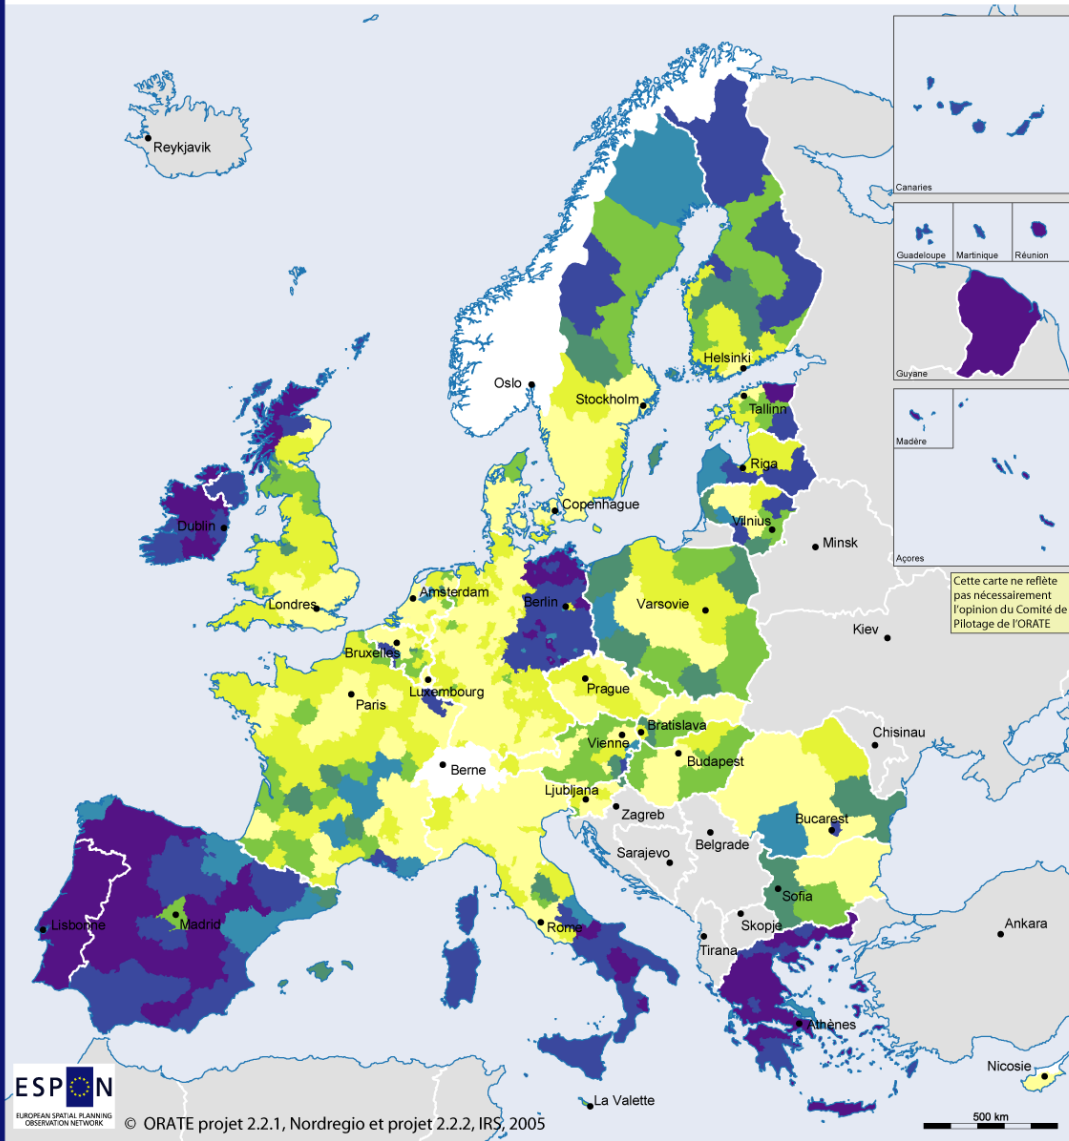 Reykjavik
Canaries
Guadeloupe
Martinique
Réunion
Guyane
Madère
Açores
Cette carte ne reflète
pas nécessairement
l'opinion du Comité de
Pilotage de l'ORATE
Helsinki
Oslo
Stockholm
Tallinn
Riga
Copenhague
Dublin
Vilnius
Minsk
Amsterdam
Londres
Berlin
Varsovie
Kiev
Bruxelles
Luxembourg
Prague
Paris
Bratislava
Vienne
Chisinau
Budapest
Berne
Ljubljana
Zagreb
Bucarest
Belgrade
Sarajevo
Sofia
Skopje
Lisbonne
Madrid
Rome
Tirana
Ankara
Athènes
Nicosie
La Valette
ESPON
EUROPEAN SPATIAL PLANNING
OBSERVATION NETWORK
© ORATE projet 2.2.1, Nordregio et projet 2.2.2, IRS, 2005
500 km